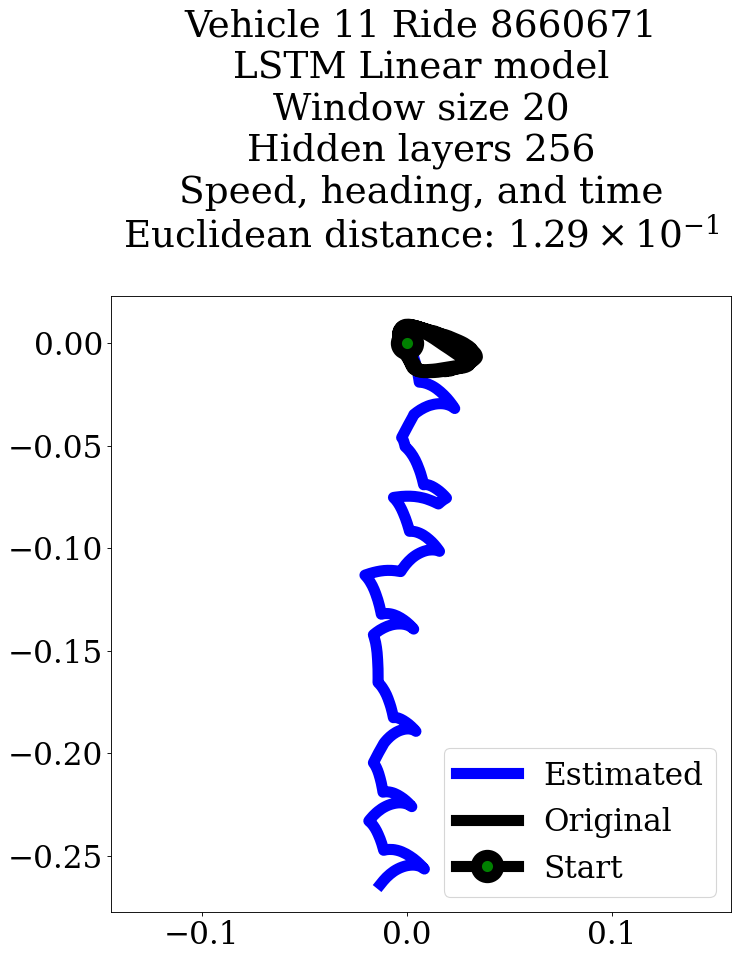 Vehicle 11 Ride 8660671
LSTM Linear model
Window size 20
Hidden layers 256
Speed, heading, and time
Euclidean distance: 1.29 × 10⁻¹
0.00
−0.05
−0.10
−0.15
−0.20
−0.25
Estimated
Original
Start
−0.1
0.0
0.1